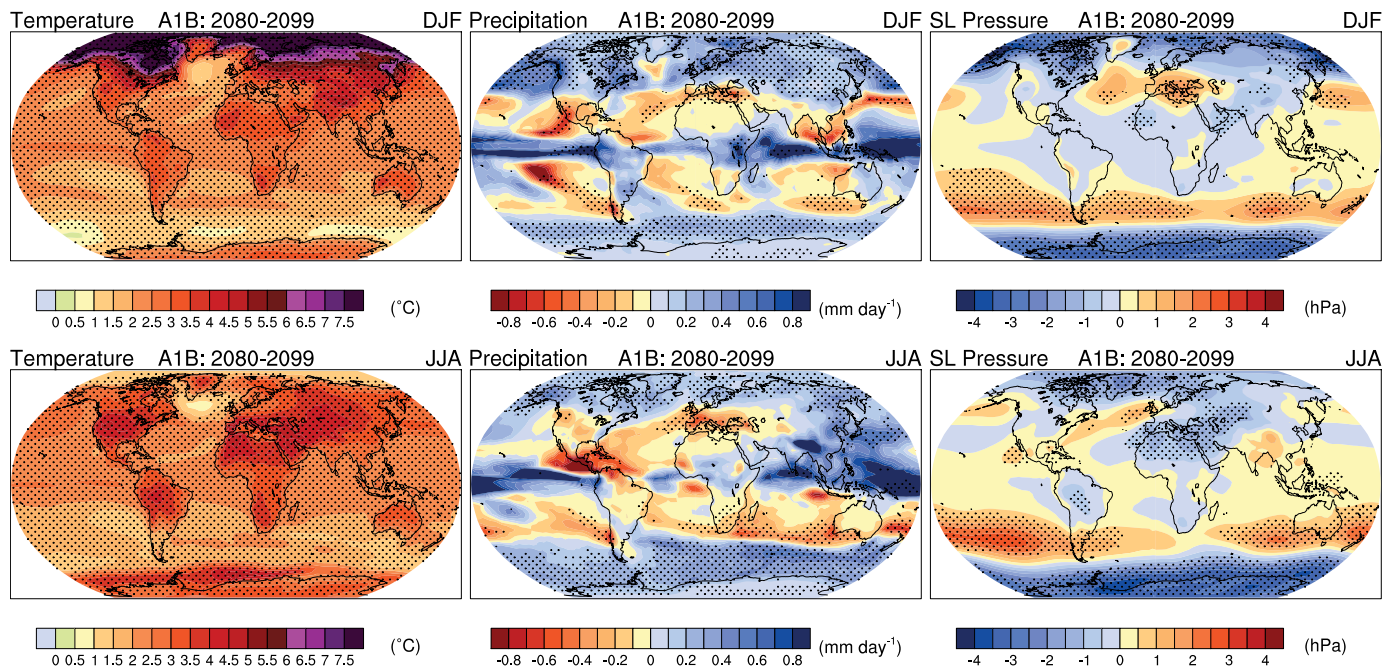 Temperature A1B: 2080-2099 DJF
Precipitation A1B: 2080-2099 DJF
SL Pressure A1B: 2080-2099 DJF
0 0.5 1 1.5 2 2.5 3 3.5 4 4.5 5 5.5 6 6.5 7 7.5 (°C)
-0.8 -0.6 -0.4 -0.2 0 0.2 0.4 0.6 0.8 (mm day⁻¹)
-4 -3 -2 -1 0 1 2 3 4 (hPa)
Temperature A1B: 2080-2099 JJA
Precipitation A1B: 2080-2099 JJA
SL Pressure A1B: 2080-2099 JJA
0 0.5 1 1.5 2 2.5 3 3.5 4 4.5 5 5.5 6 6.5 7 7.5 (°C)
-0.8 -0.6 -0.4 -0.2 0 0.2 0.4 0.6 0.8 (mm day⁻¹)
-4 -3 -2 -1 0 1 2 3 4 (hPa)